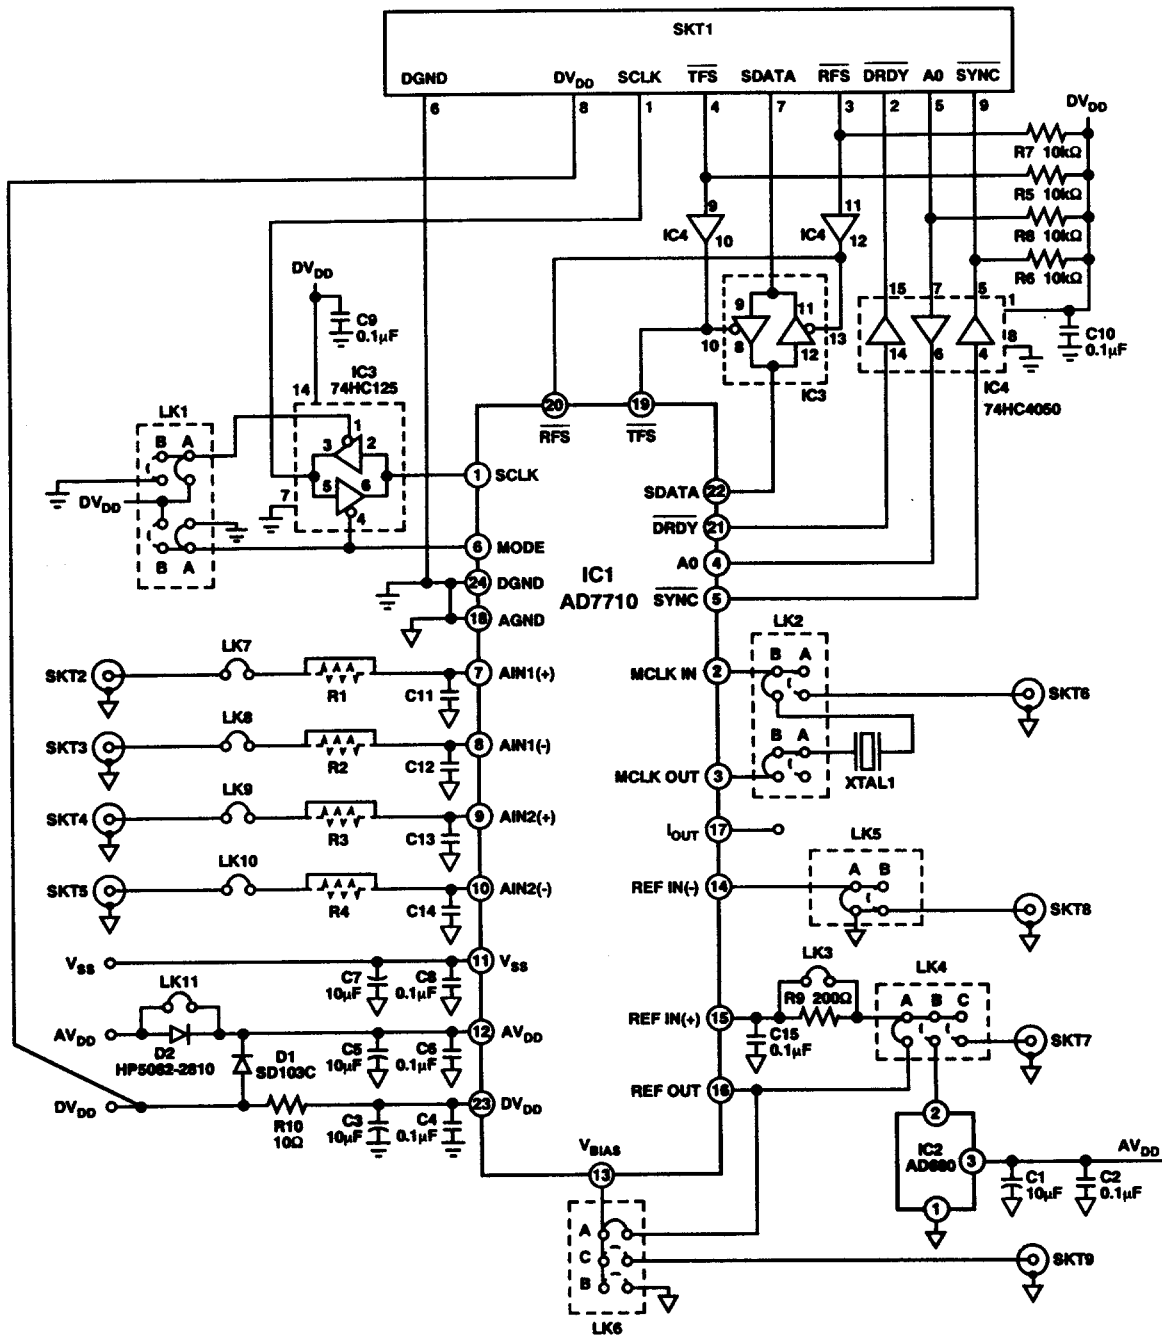 SKT1
DGND DVDD SCLK TFS SDATA RFS DRDY A0 SYNC
6 8 1 4 7 3 2 5 9
DVDD
R7 10kΩ
R5 10kΩ
R8 10kΩ
R6 10kΩ
9
IC4
10
11
IC4
12
DVDD
C9
0.1µF
15 7 5 1
14 6 4 8
C10
0.1µF
IC4
74HC4050
9 11
10 8 12 13
IC3
IC3
74HC125
14
LK1
B A
DVDD
B A
1
3 2
5 6
4
7
20
RFS
19
TFS
1 SCLK
6 MODE
24 DGND
18 AGND
IC1
AD7710
SDATA 22
DRDY 21
A0 4
SYNC 5
LK2
B A
MCLK IN 2
SKT6
B A
MCLK OUT 3
XTAL1
IOUT 17
SKT2
LK7
R1
C11
7 AIN1(+)
SKT3
LK8
R2
C12
8 AIN1(-)
SKT4
LK9
R3
C13
9 AIN2(+)
SKT5
LK10
R4
C14
10 AIN2(-)
LK5
A B
REF IN(-) 14
SKT8
VSS
C7
10µF
C8
0.1µF
11 VSS
LK11
AVDD
D2
HP5082-2810
D1
SD103C
C5
10µF
C6
0.1µF
12 AVDD
DVDD
R10
10Ω
C3
10µF
C4
0.1µF
23 DVDD
LK3
R9 200Ω
LK4
A B C
REF IN(+) 15
C15
0.1µF
SKT7
REF OUT 16
2
IC2
AD680
3
1
AVDD
C1
10µF
C2
0.1µF
VBIAS
13
A
C
B
SKT9
LK6